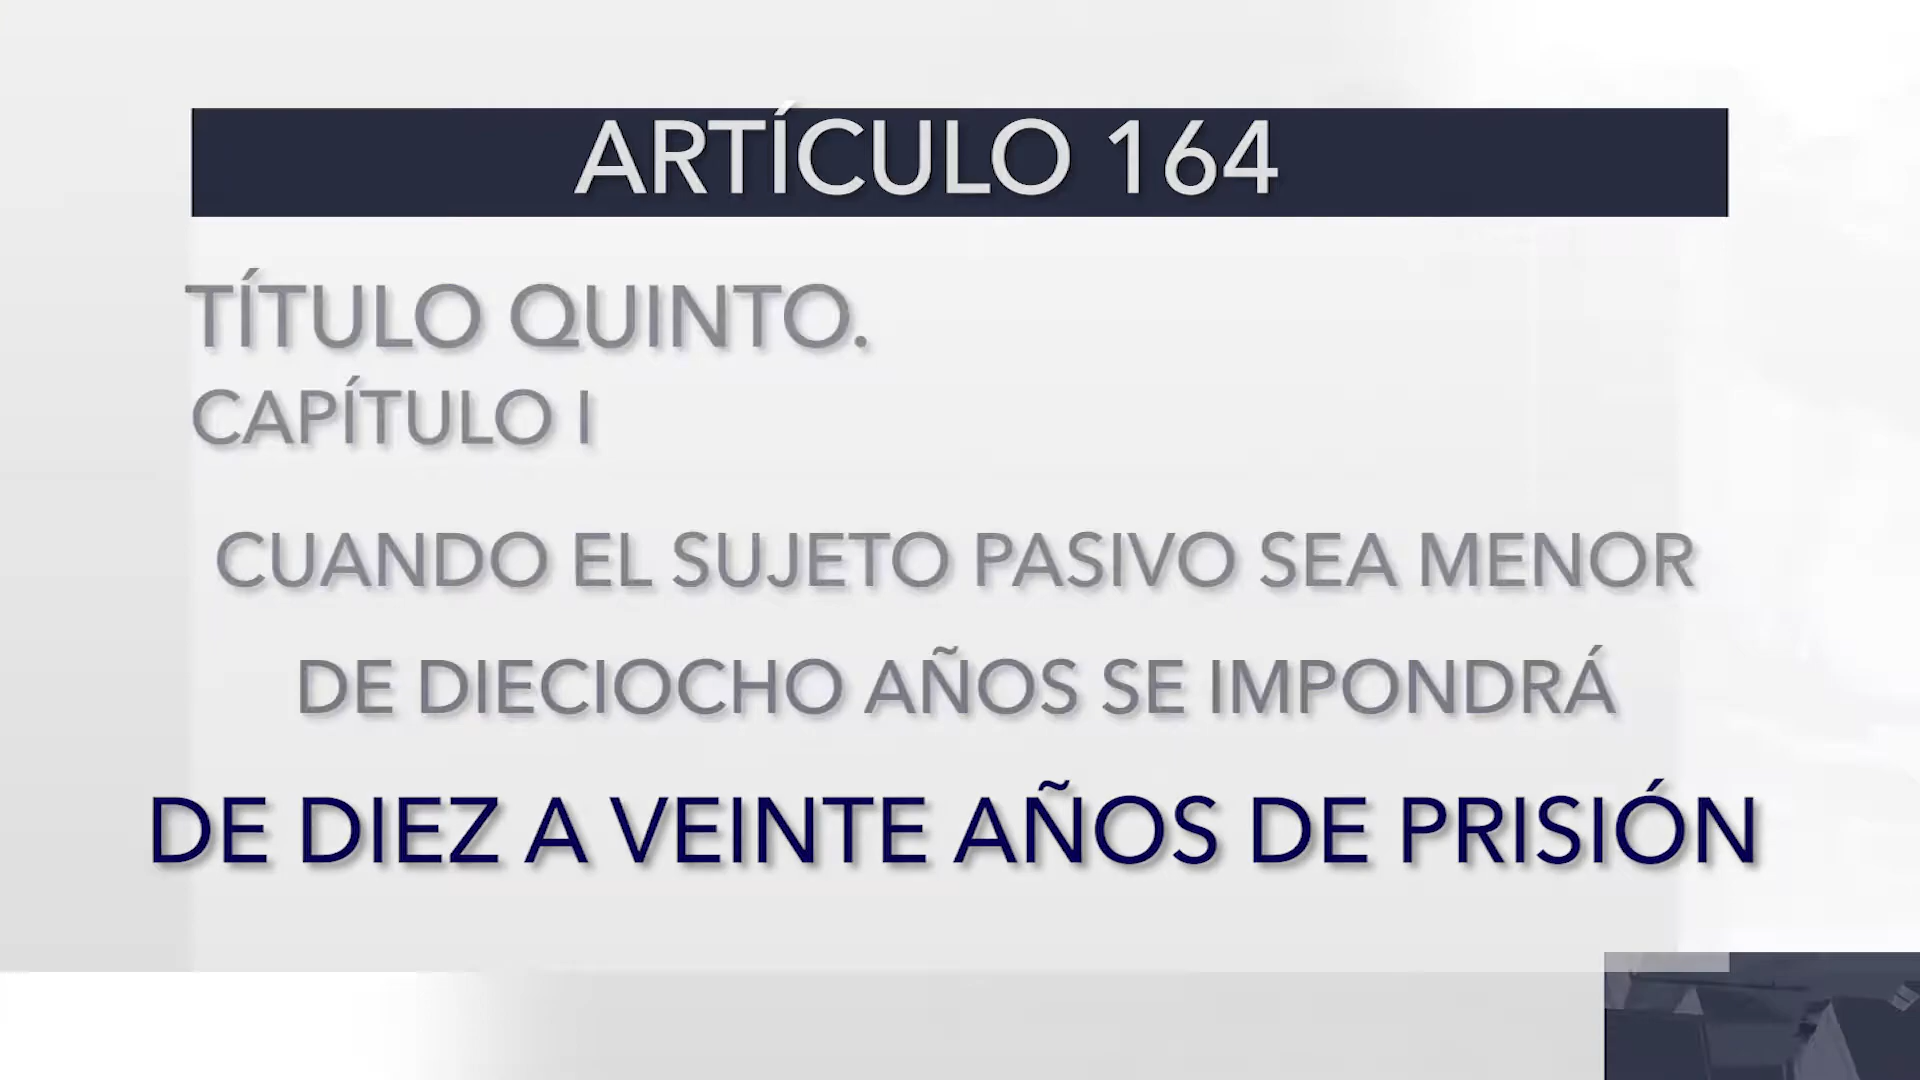 ARTÍCULO 164
TÍTULO QUINTO.
CAPÍTULO I
CUANDO EL SUJETO PASIVO SEA MENOR
DE DIECIOCHO AÑOS SE IMPONDRÁ
DE DIEZ A VEINTE AÑOS DE PRISIÓN